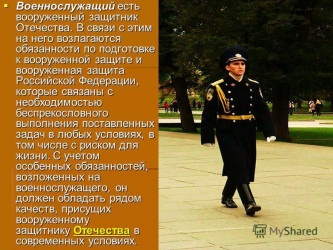 Военнослужащий есть
вооруженный защитник
Отечества. В связи с этим
на него возлагаются
обязанности по подготовке
к вооруженной защите и
вооруженная защита
Российской Федерации,
которые связаны с
необходимостью
беспрекословного
выполнения поставленных
задач в любых условиях, в
том числе с риском для
жизни. С учетом
особенных обязанностей,
возложенных на
военнослужащего, он
должен обладать рядом
качеств, присущих
вооруженному
защитнику Отечества в
современных условиях.
MyShared